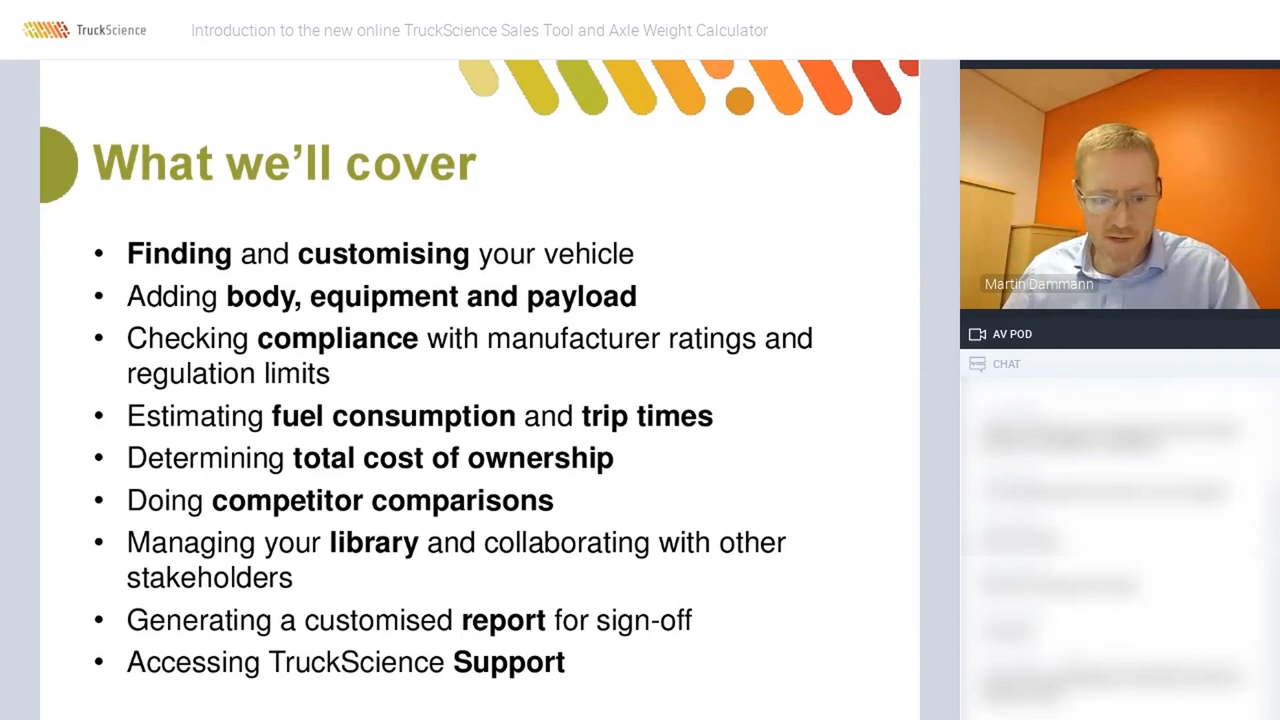 TruckScience
Introduction to the new online TruckScience Sales Tool and Axle Weight Calculator
What we'll cover
• Finding and customising your vehicle
• Adding body, equipment and payload
• Checking compliance with manufacturer ratings and
regulation limits
• Estimating fuel consumption and trip times
• Determining total cost of ownership
• Doing competitor comparisons
• Managing your library and collaborating with other
stakeholders
• Generating a customised report for sign-off
• Accessing TruckScience Support
Martin Dammann
AV POD
CHAT